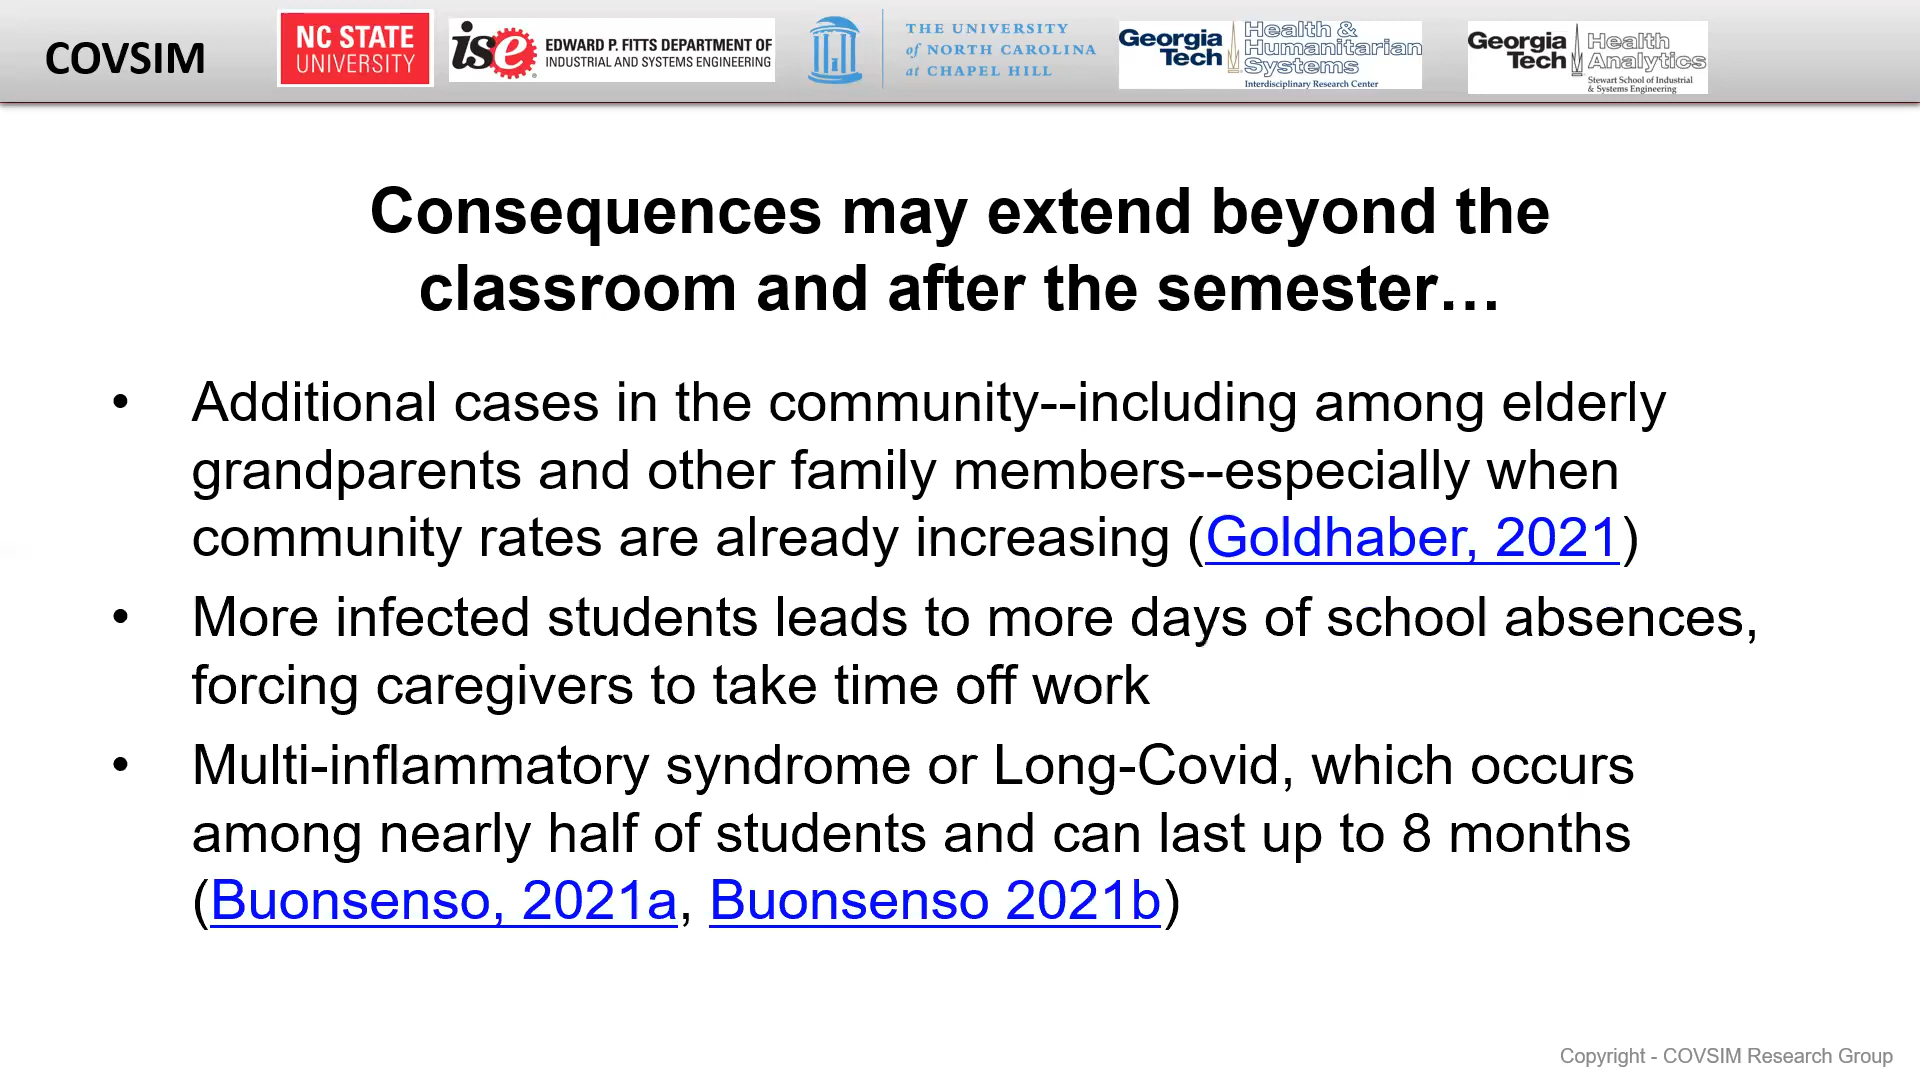 COVSIM
NC STATE
UNIVERSITY
ise
EDWARD P. FITTS DEPARTMENT OF
INDUSTRIAL AND SYSTEMS ENGINEERING
THE UNIVERSITY
of NORTH CAROLINA
at CHAPEL HILL
Georgia
Tech
Health &
Humanitarian
Systems
Interdisciplinary Research Center
Georgia
Tech
Health
Analytics
Stewart School of Industrial
& Systems Engineering
Consequences may extend beyond the
classroom and after the semester…
• Additional cases in the community--including among elderly
grandparents and other family members--especially when
community rates are already increasing (Goldhaber, 2021)
• More infected students leads to more days of school absences,
forcing caregivers to take time off work
• Multi-inflammatory syndrome or Long-Covid, which occurs
among nearly half of students and can last up to 8 months
(Buonsenso, 2021a, Buonsenso 2021b)
Copyright - COVSIM Research Group